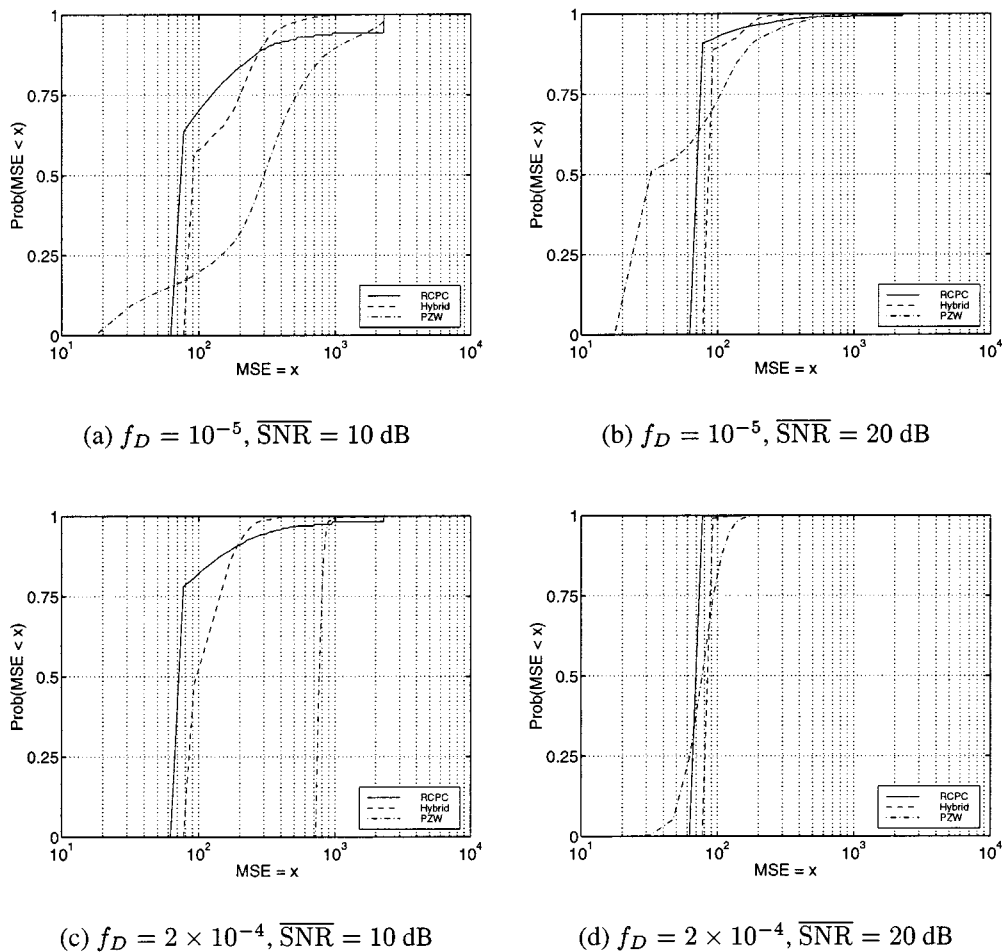 1
0.75
0.5
0.25
0
Prob(MSE < x)
10^1
10^2
10^3
10^4
MSE = x
RCPC
Hybrid
PZW
(a) f_D = 10^{-5}, \overline{SNR} = 10 dB
1
0.75
0.5
0.25
0
Prob(MSE < x)
10^1
10^2
10^3
10^4
MSE = x
RCPC
Hybrid
PZW
(b) f_D = 10^{-5}, \overline{SNR} = 20 dB
1
0.75
0.5
0.25
0
Prob(MSE < x)
10^1
10^2
10^3
10^4
MSE = x
RCPC
Hybrid
PZW
(c) f_D = 2 × 10^{-4}, \overline{SNR} = 10 dB
1
0.75
0.5
0.25
0
Prob(MSE < x)
10^1
10^2
10^3
10^4
MSE = x
RCPC
Hybrid
PZW
(d) f_D = 2 × 10^{-4}, \overline{SNR} = 20 dB